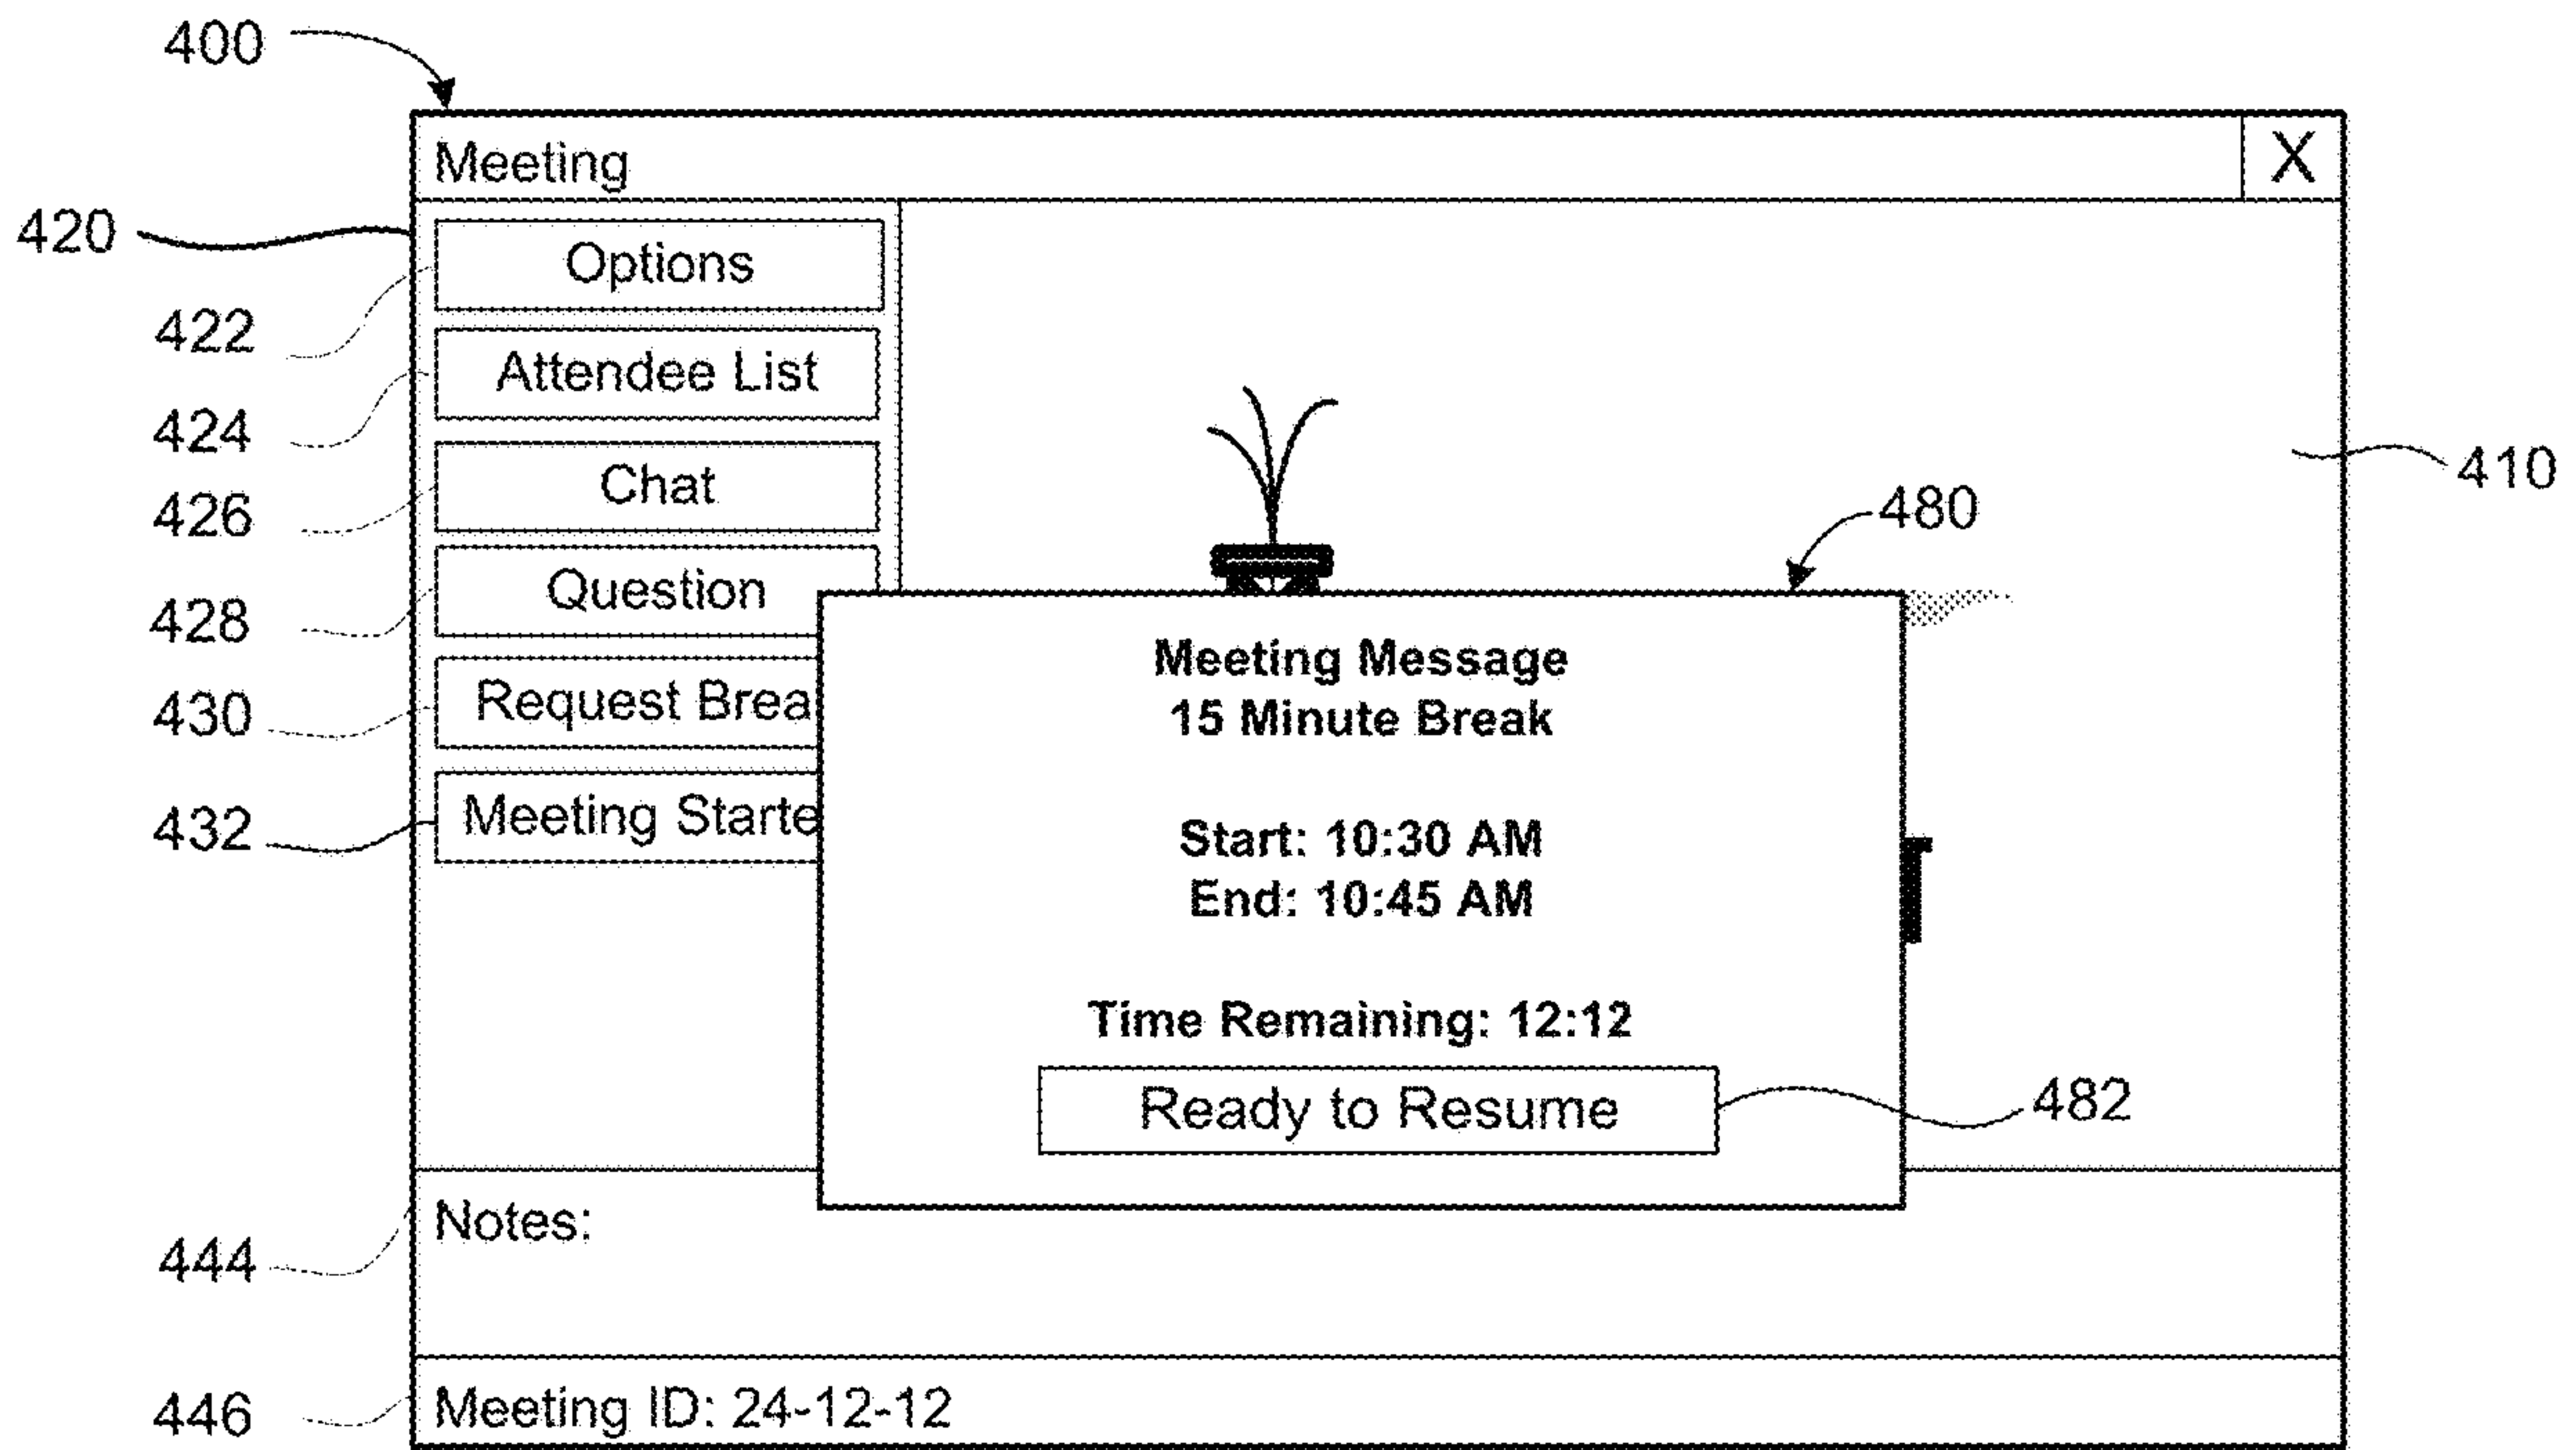 400
Meeting X
420
Options
422
Attendee List
424
Chat
426
410
480
Question
428
Meeting Message
Request Brea
15 Minute Break
430
Meeting Starte
432
Start: 10:30 AM
End: 10:45 AM
Time Remaining: 12:12
Ready to Resume
482
Notes:
444
Meeting ID: 24-12-12
446